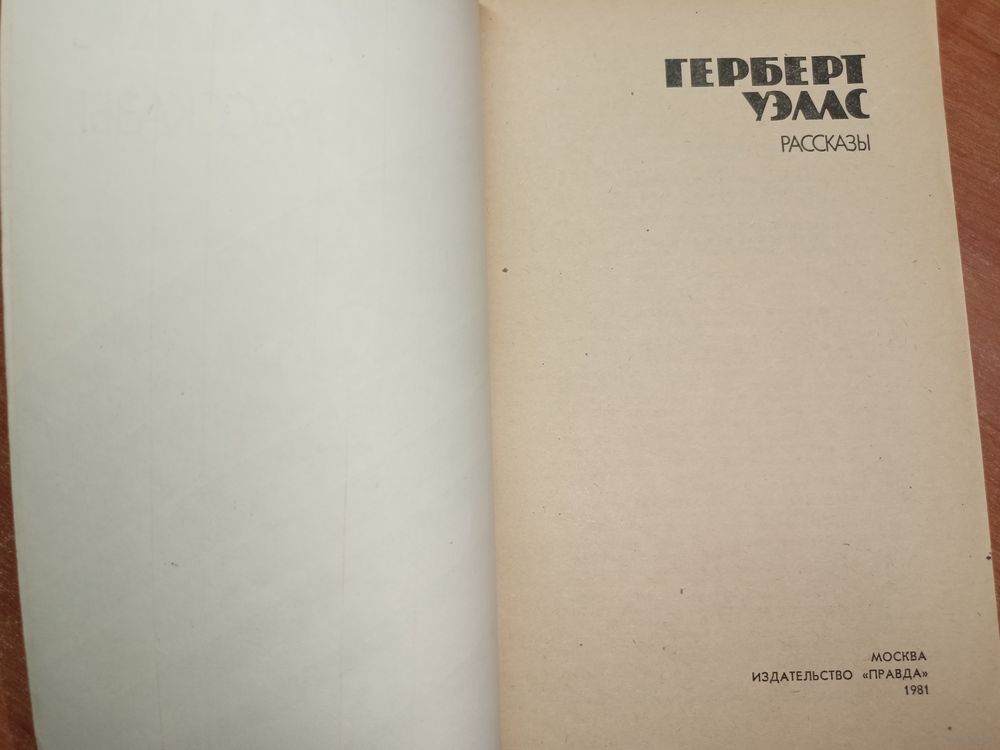 ГЕРБЕРТ
УЭЛЛС
РАССКАЗЫ
МОСКВА
ИЗДАТЕЛЬСТВО «ПРАВДА»
1981